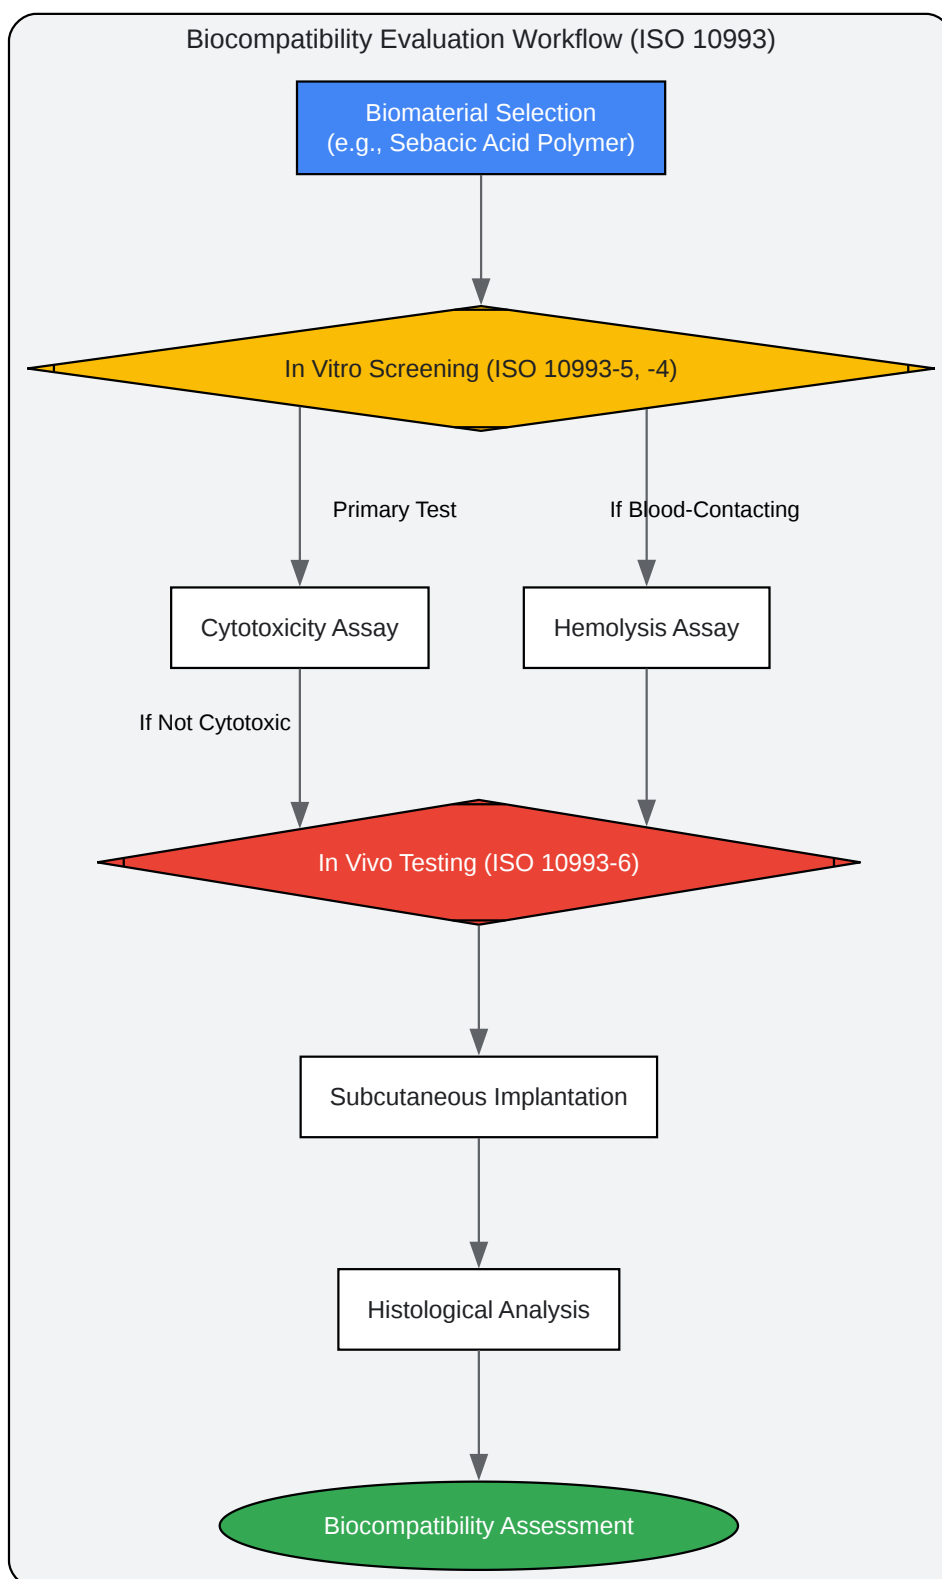 Biocompatibility Evaluation Workflow (ISO 10993)
Biomaterial Selection
(e.g., Sebacic Acid Polymer)
In Vitro Screening (ISO 10993-5, -4)
Primary Test
If Blood-Contacting
Cytotoxicity Assay
Hemolysis Assay
If Not Cytotoxic
In Vivo Testing (ISO 10993-6)
Subcutaneous Implantation
Histological Analysis
Biocompatibility Assessment